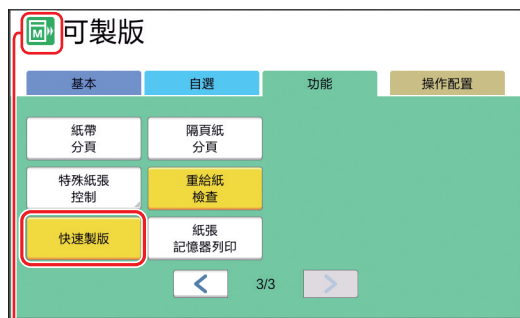 M 可製版
基本 自選 功能 操作配置
紙帶
分頁
隔頁紙
分頁
特殊紙張
控制
重給紙
檢查
快速製版
紙張
記憶器列印
3/3